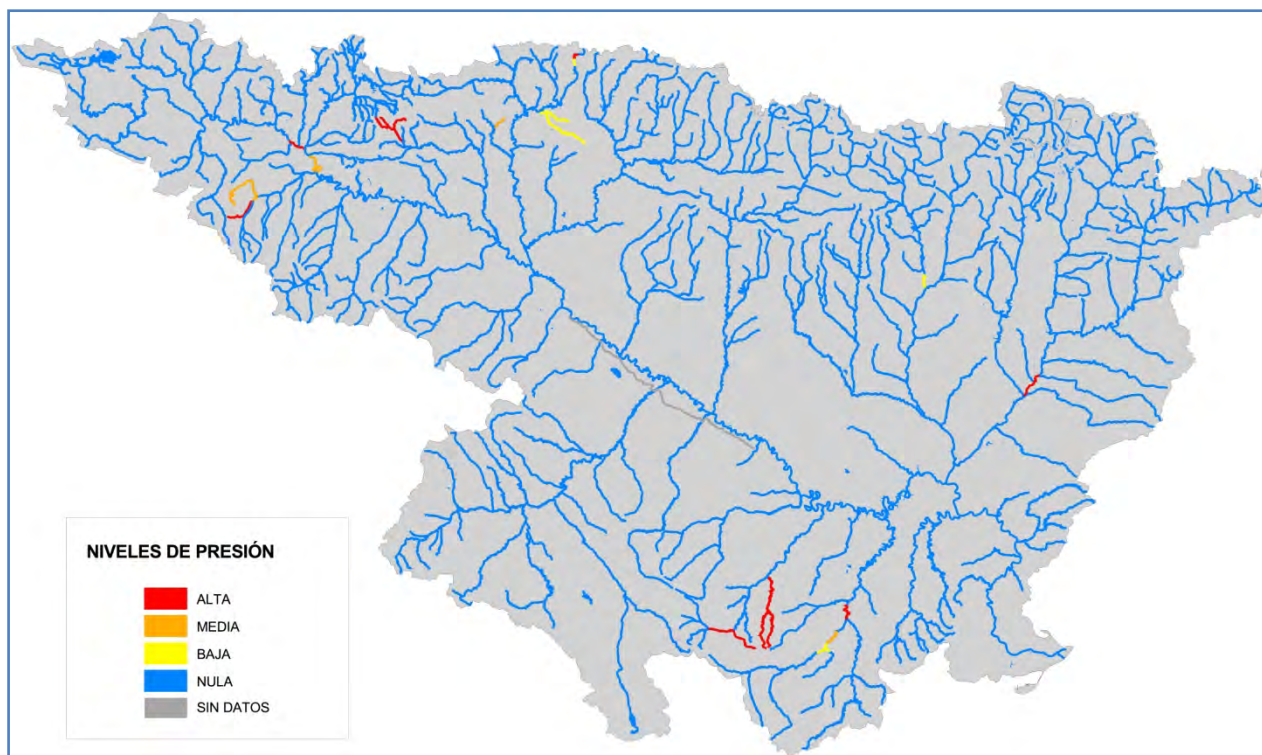 NIVELES DE PRESIÓN
ALTA
MEDIA
BAJA
NULA
SIN DATOS